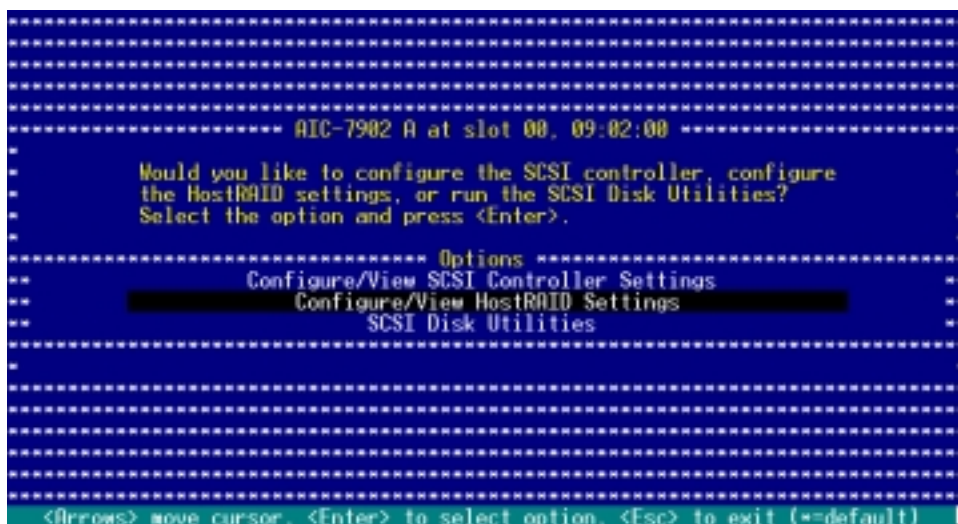 AIC-7902 A at slot 00, 09:02:00
Would you like to configure the SCSI controller, configure
the HostRAID settings, or run the SCSI Disk Utilities?
Select the option and press <Enter>.
Options
Configure/View SCSI Controller Settings
Configure/View HostRAID Settings
SCSI Disk Utilities
<Arrows> move cursor, <Enter> to select option, <Esc> to exit (*=default)